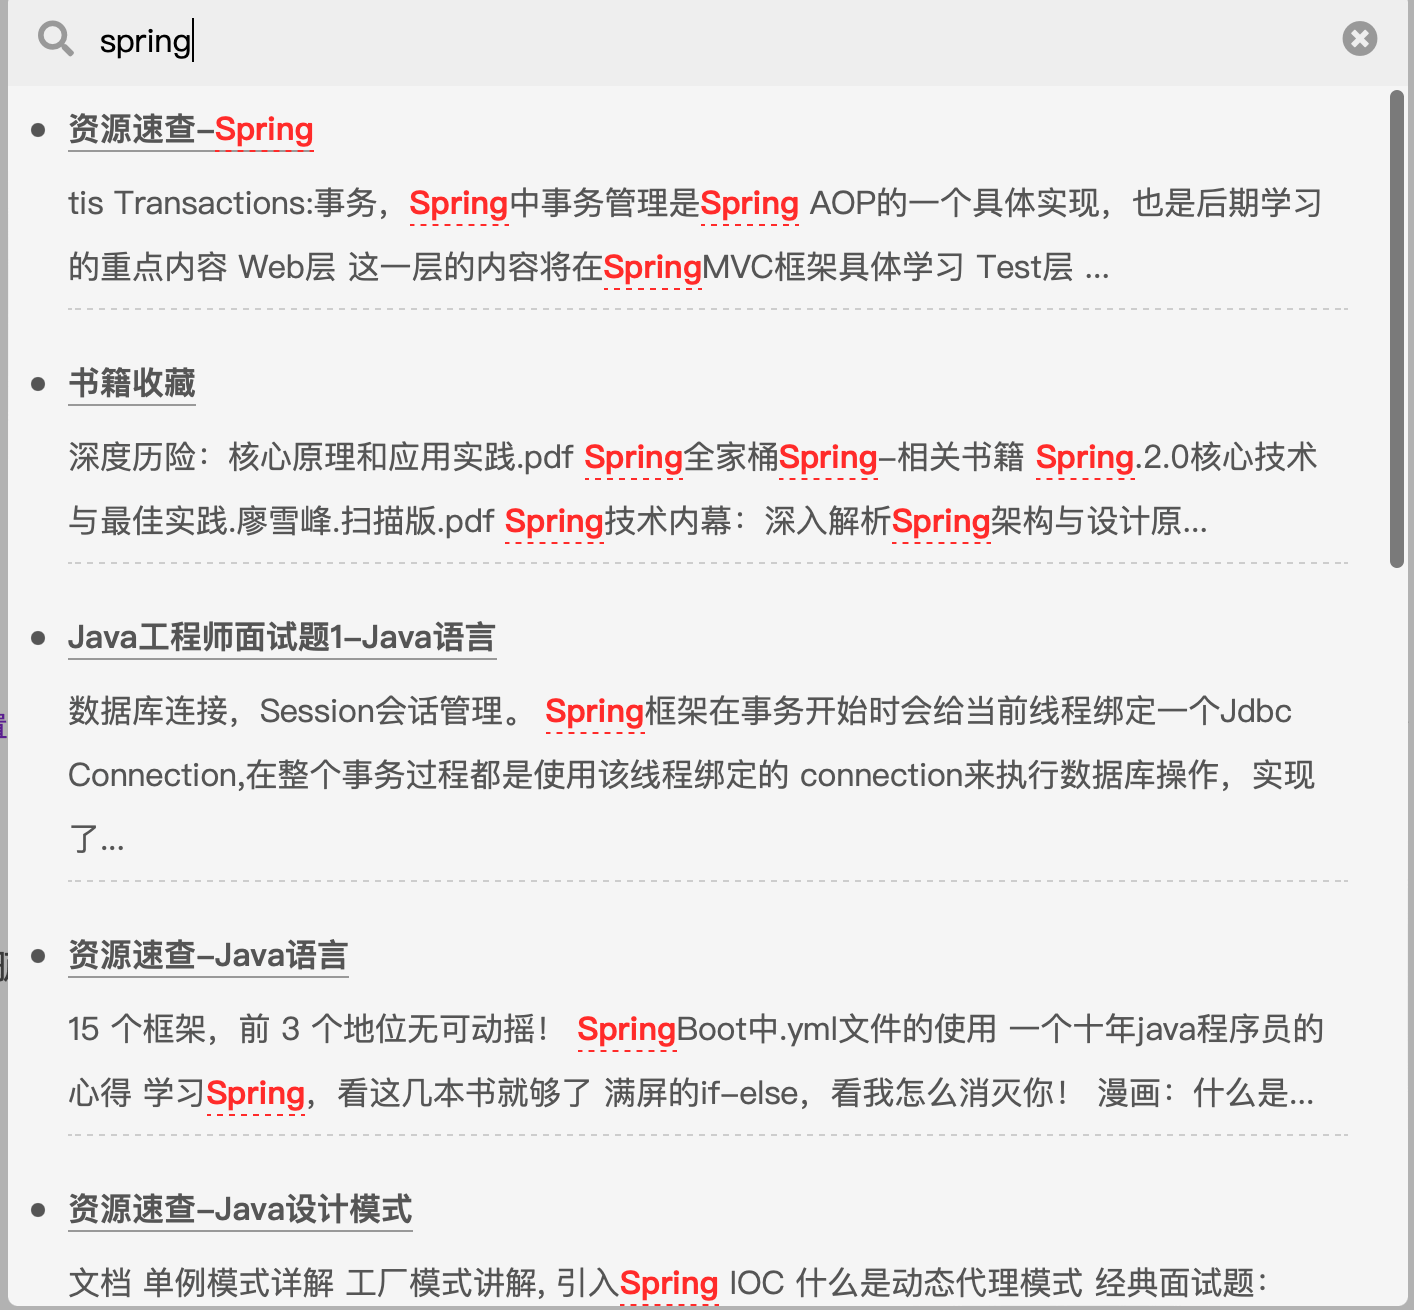 spring
资源速查-Spring
tis Transactions:事务，Spring中事务管理是Spring AOP的一个具体实现，也是后期学习
的重点内容 Web层 这一层的内容将在SpringMVC框架具体学习 Test层 ...
书籍收藏
深度历险：核心原理和应用实践.pdf Spring全家桶Spring-相关书籍 Spring.2.0核心技术
与最佳实践.廖雪峰.扫描版.pdf Spring技术内幕：深入解析Spring架构与设计原...
Java工程师面试题1-Java语言
数据库连接，Session会话管理。 Spring框架在事务开始时会给当前线程绑定一个Jdbc
Connection,在整个事务过程都是使用该线程绑定的 connection来执行数据库操作，实现
了...
资源速查-Java语言
15 个框架，前 3 个地位无可动摇！ SpringBoot中.yml文件的使用 一个十年java程序员的
心得 学习Spring，看这几本书就够了 满屏的if-else，看我怎么消灭你！ 漫画：什么是...
资源速查-Java设计模式
文档 单例模式详解 工厂模式讲解, 引入Spring IOC 什么是动态代理模式 经典面试题：